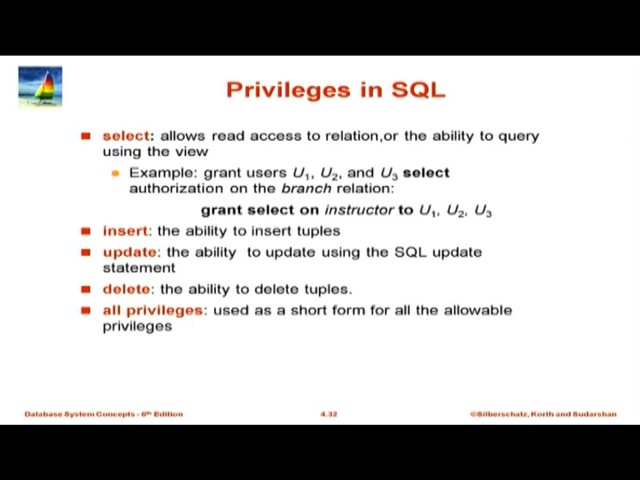 Privileges in SQL
select: allows read access to relation,or the ability to query
using the view
Example: grant users U1, U2, and U3 select
authorization on the branch relation:
grant select on instructor to U1, U2, U3
insert: the ability to insert tuples
update: the ability to update using the SQL update
statement
delete: the ability to delete tuples.
all privileges: used as a short form for all the allowable
privileges
Database System Concepts - 6th Edition 4.32 ©Silberschatz, Korth and Sudarshan